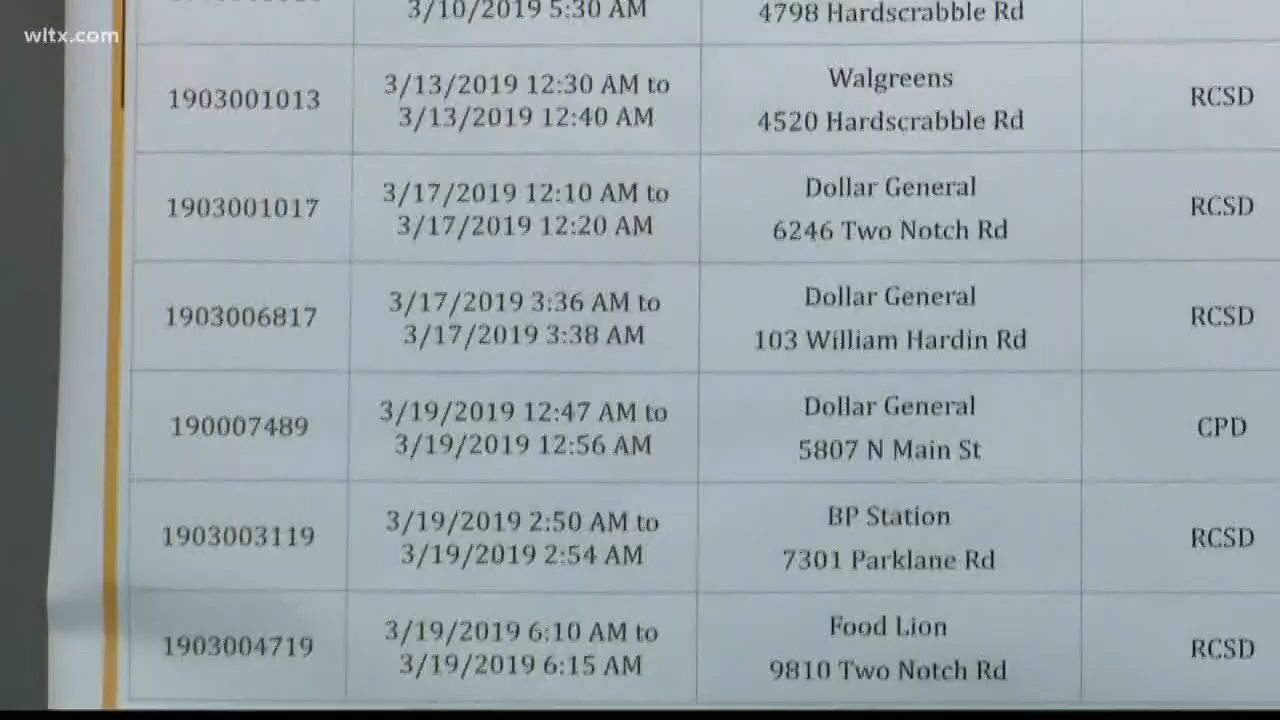 wltx.com
3/10/2019 5:30 AM
4798 Hardscrabble Rd
1903001013
3/13/2019 12:30 AM to
3/13/2019 12:40 AM
Walgreens
4520 Hardscrabble Rd
RCSD
1903001017
3/17/2019 12:10 AM to
3/17/2019 12:20 AM
Dollar General
6246 Two Notch Rd
RCSD
1903006817
3/17/2019 3:36 AM to
3/17/2019 3:38 AM
Dollar General
103 William Hardin Rd
RCSD
190007489
3/19/2019 12:47 AM to
3/19/2019 12:56 AM
Dollar General
5807 N Main St
CPD
1903003119
3/19/2019 2:50 AM to
3/19/2019 2:54 AM
BP Station
7301 Parklane Rd
RCSD
1903004719
3/19/2019 6:10 AM to
3/19/2019 6:15 AM
Food Lion
9810 Two Notch Rd
RCSD